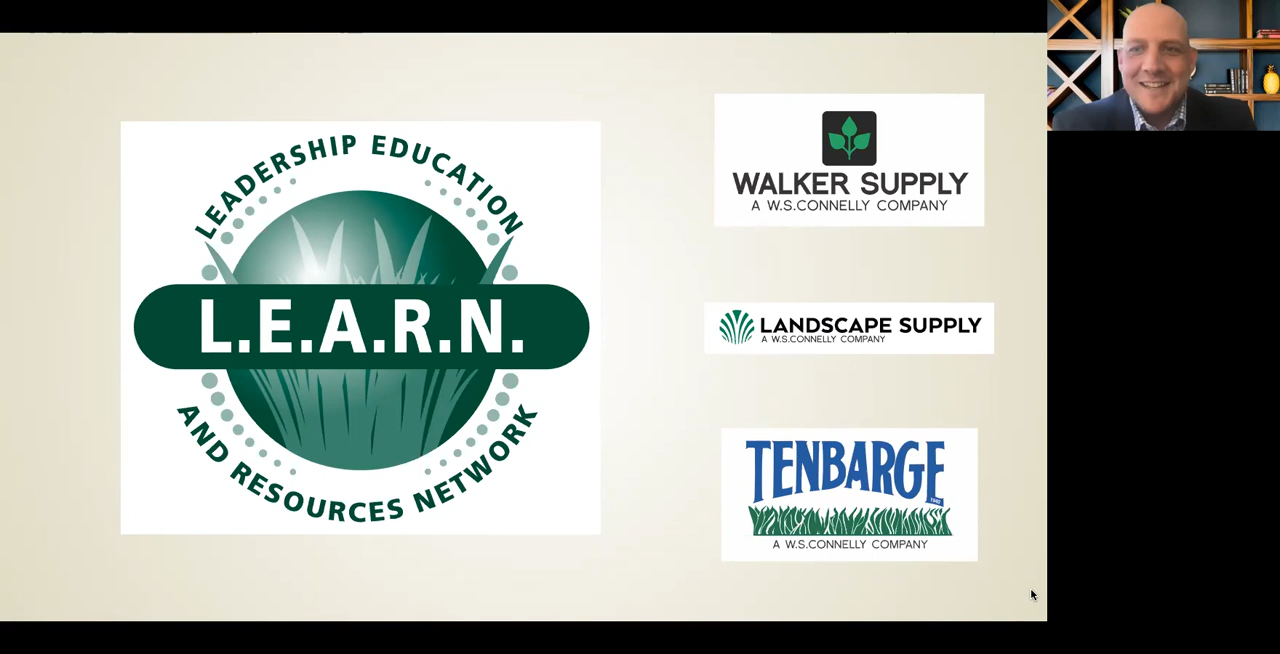 LEADERSHIP EDUCATION
L.E.A.R.N.
AND RESOURCES NETWORK
WALKER SUPPLY
A W.S.CONNELLY COMPANY
LANDSCAPE SUPPLY
A W.S.CONNELLY COMPANY
TENBARGE
A W.S.CONNELLY COMPANY